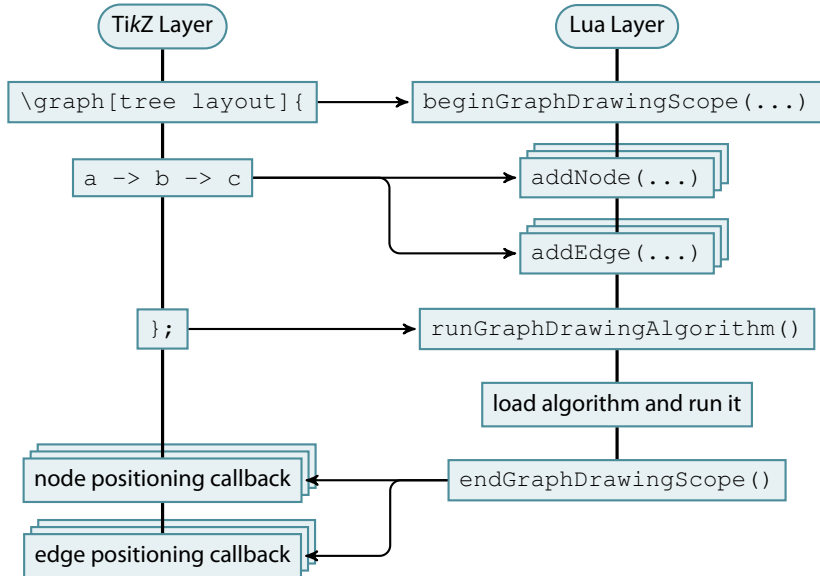 TikZ Layer
Lua Layer
\graph[tree layout]{
beginGraphDrawingScope(...)
a -> b -> c
addNode(...)
addEdge(...)
};
runGraphDrawingAlgorithm()
load algorithm and run it
node positioning callback
endGraphDrawingScope()
edge positioning callback